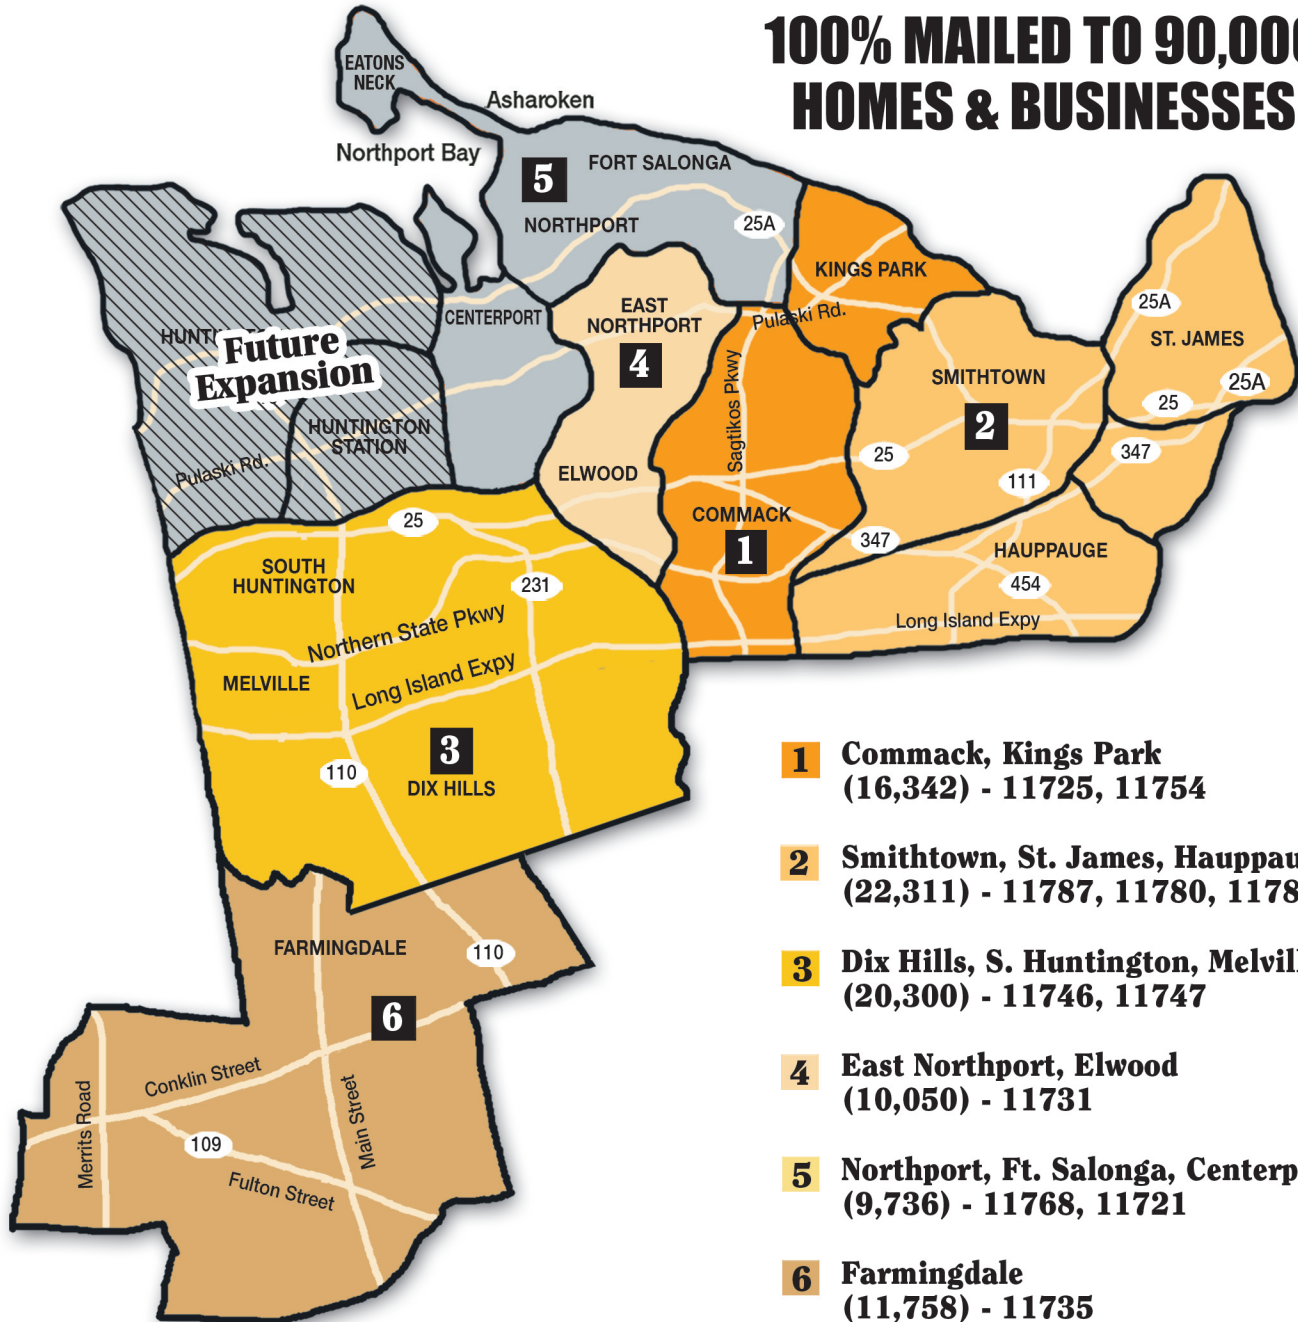 100% MAILED TO 90,000
HOMES & BUSINESSES
EATONS
NECK
Asharoken
Northport Bay
5
FORT SALONGA
NORTHPORT
25A
KINGS PARK
CENTERPORT
EAST
NORTHPORT
4
Pulaski Rd.
25A
ST. JAMES
25A
25
347
HUNT
Future
Expansion
HUNTINGTON
STATION
Pulaski Rd.
ELWOOD
Sagtikos Pkwy
SMITHTOWN
2
25
111
COMMACK
1
347
HAUPPAUGE
454
Long Island Expy
25
SOUTH
HUNTINGTON
231
Northern State Pkwy
MELVILLE
Long Island Expy
3
110
DIX HILLS
FARMINGDALE
110
6
Conklin Street
Merrits Road
109
Main Street
Fulton Street
1 Commack, Kings Park
(16,342) - 11725, 11754
2 Smithtown, St. James, Hauppau
(22,311) - 11787, 11780, 1178
3 Dix Hills, S. Huntington, Melvil
(20,300) - 11746, 11747
4 East Northport, Elwood
(10,050) - 11731
5 Northport, Ft. Salonga, Centerp
(9,736) - 11768, 11721
6 Farmingdale
(11,758) - 11735